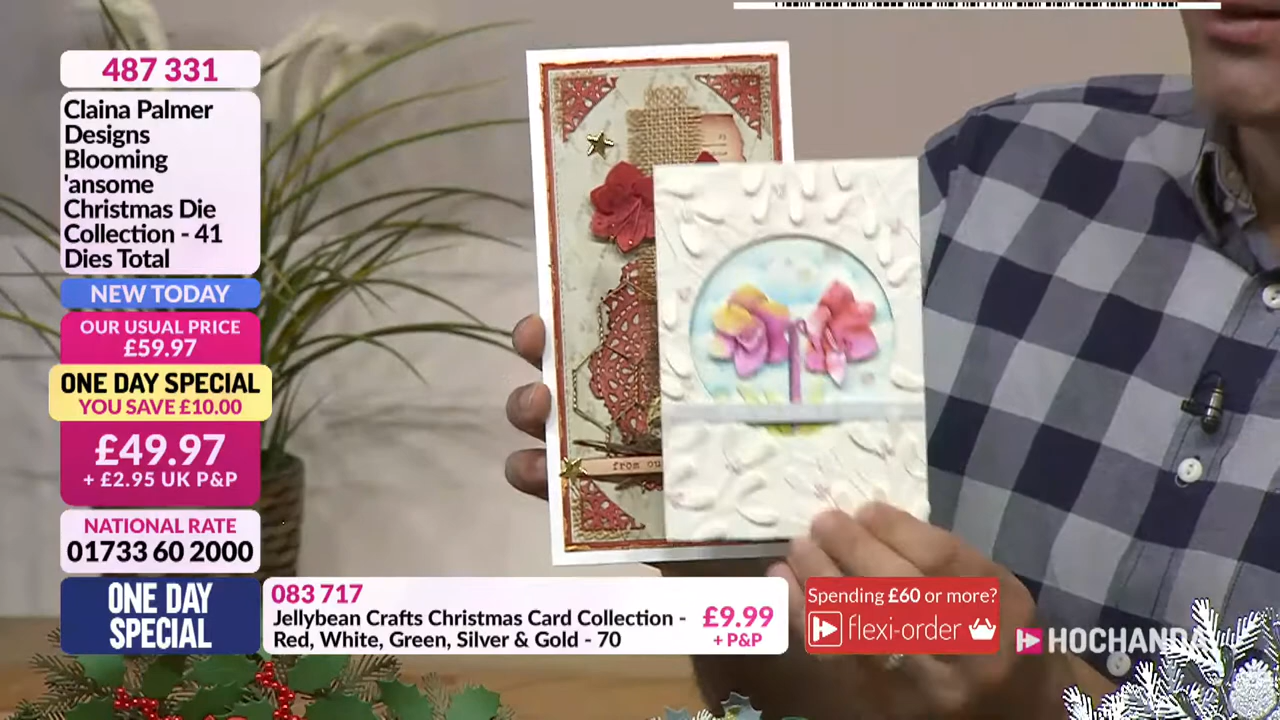 487 331
Claina Palmer
Designs
Blooming
'ansome
Christmas Die
Collection - 41
Dies Total
NEW TODAY
OUR USUAL PRICE
£59.97
ONE DAY SPECIAL
YOU SAVE £10.00
£49.97
+ £2.95 UK P&P
NATIONAL RATE
01733 60 2000
ONE DAY
SPECIAL
083 717
Jellybean Crafts Christmas Card Collection -
Red, White, Green, Silver & Gold - 70
£9.99
+ P&P
Spending £60 or more?
flexi-order
HOCHANDA
from ou